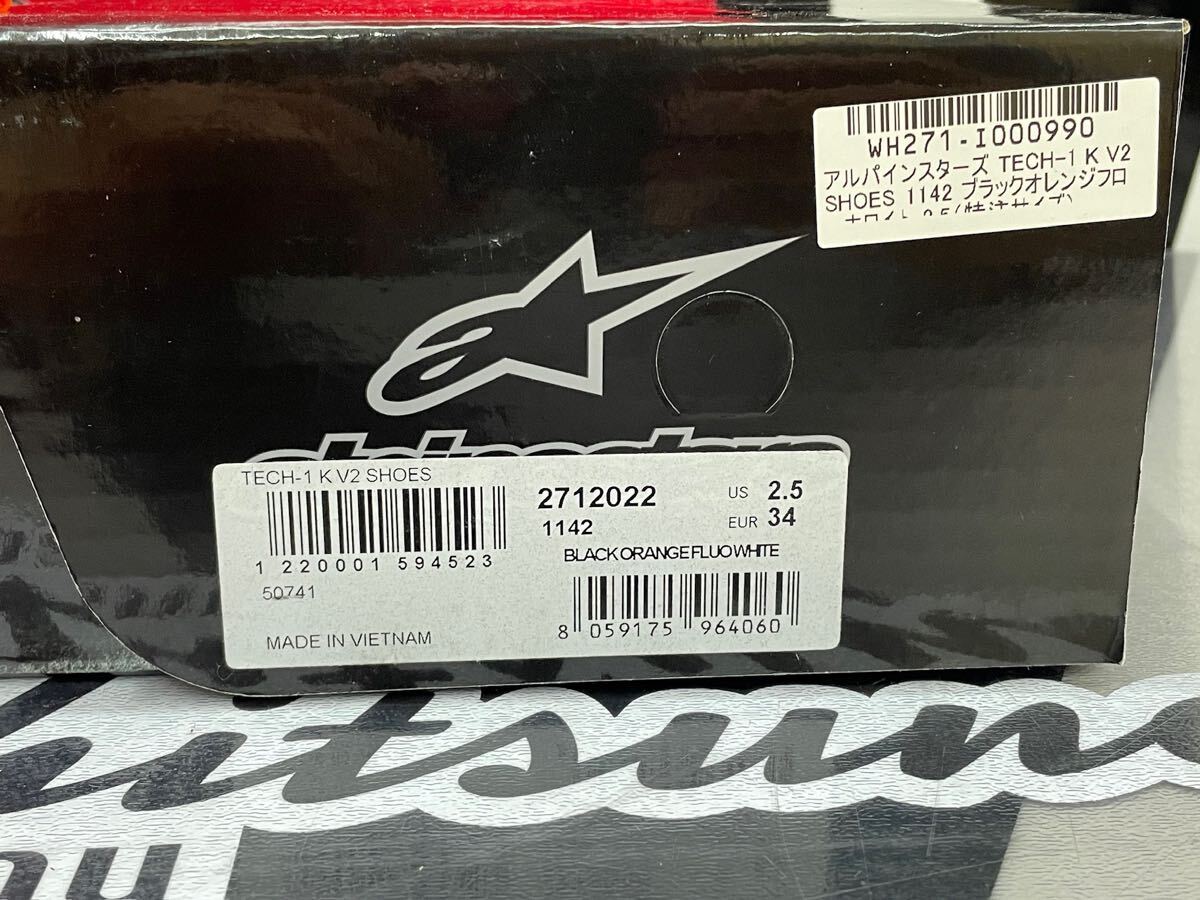 WH271-I000990
アルパインスターズ TECH-1 K V2
SHOES 1142 ブラックオレンジフロ
TECH-1 K V2 SHOES
2712022
US 2.5
1142
EUR 34
BLACK ORANGE FLUO WHITE
1 220001 594523
50741
8 059175 964060
MADE IN VIETNAM